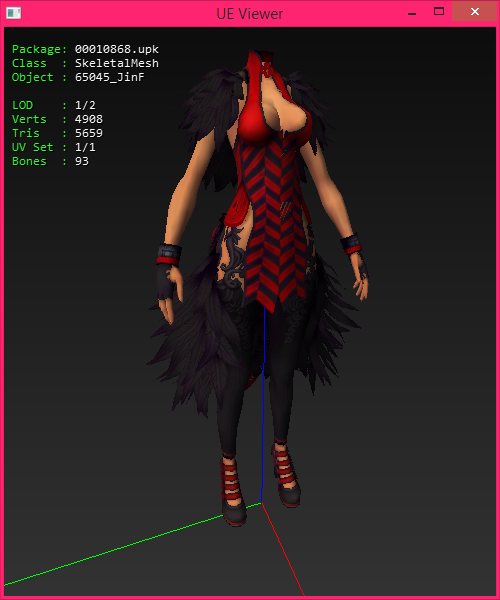 UE Viewer
Package: 00010868.upk
Class  : SkeletalMesh
Object : 65045_JinF
LOD    : 1/2
Verts  : 4908
Tris   : 5659
UV Set : 1/1
Bones  : 93